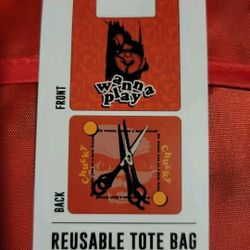 FRONT
wanna
play
BACK
chucky
chucky
REUSABLE TOTE BAG